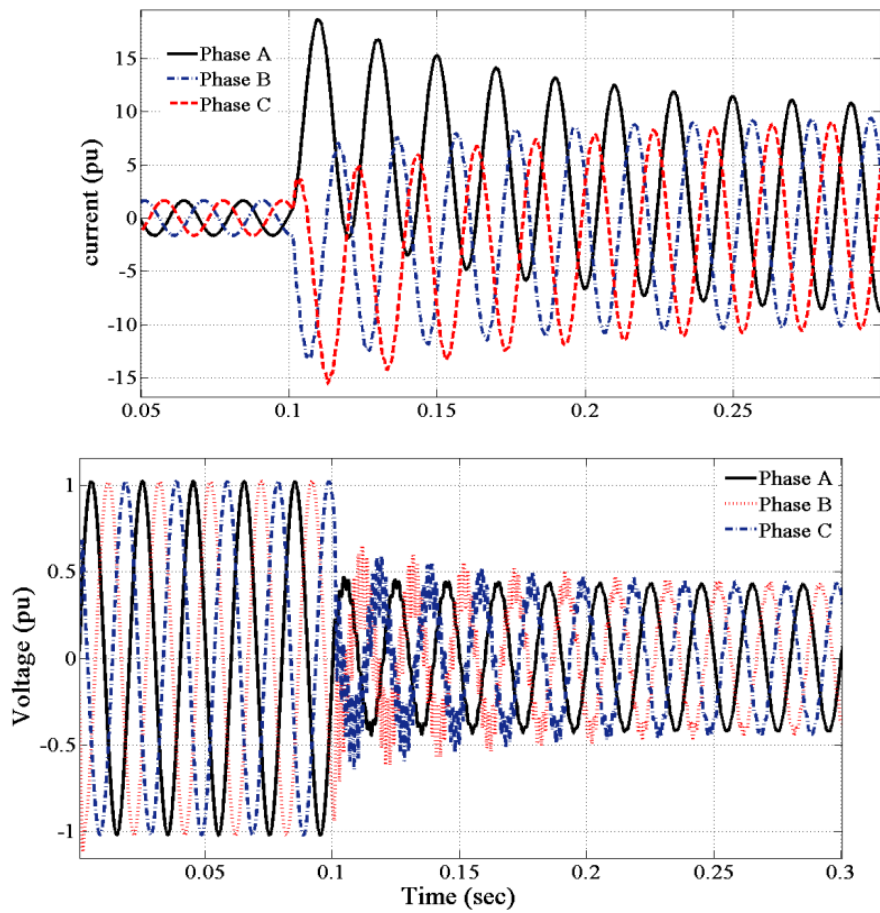 current (pu)
15
10
5
0
-5
-10
-15
Phase A
Phase B
Phase C
0.05
0.1
0.15
0.2
0.25
Voltage (pu)
1
0.5
0
-0.5
-1
Phase A
Phase B
Phase C
0.05
0.1
0.15
0.2
0.25
0.3
Time (sec)